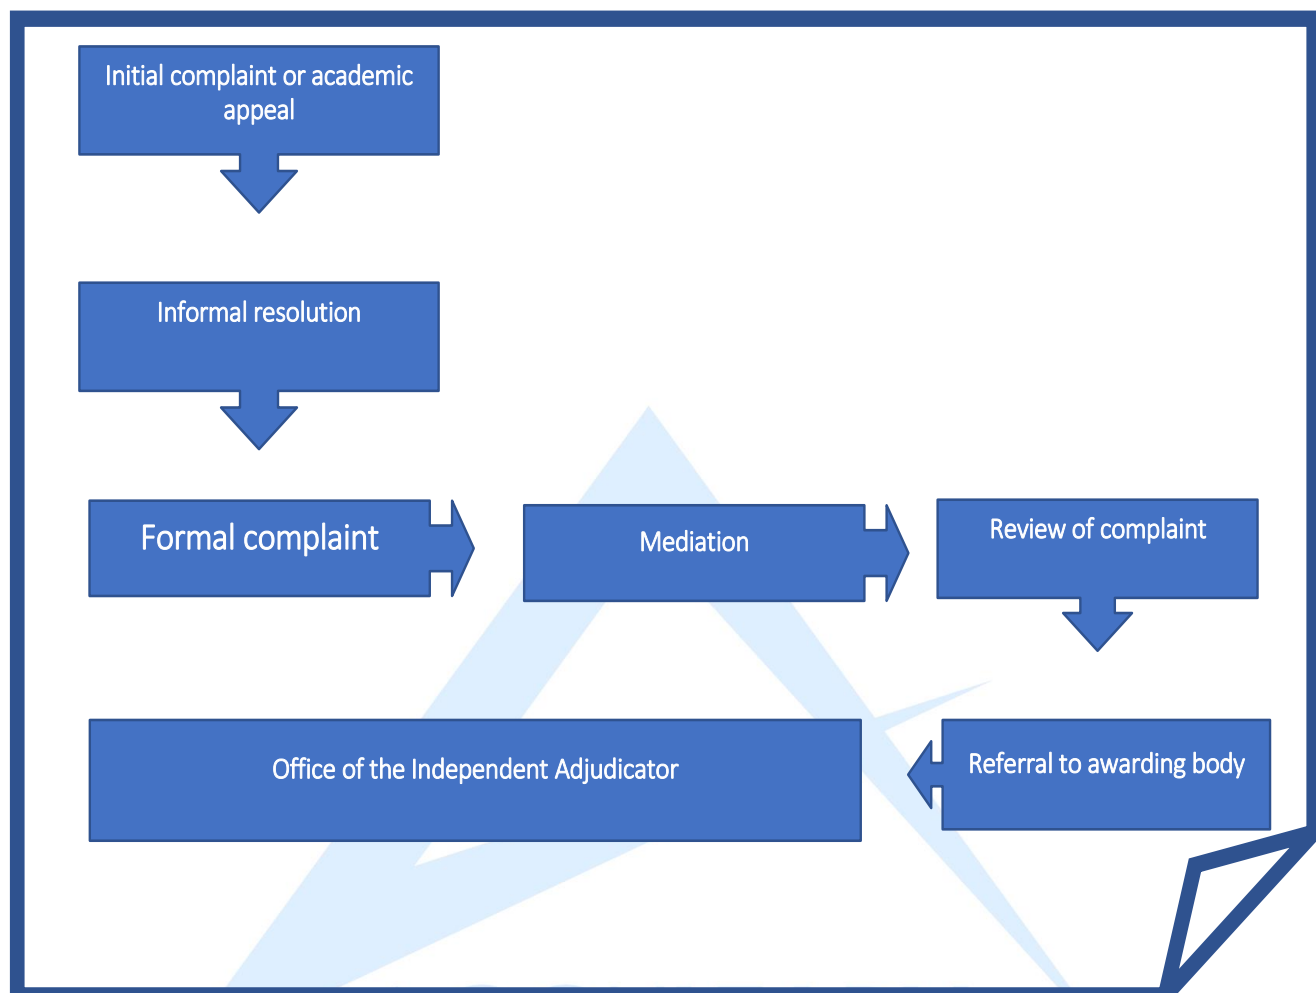 Initial complaint or academic
appeal
Informal resolution
Formal complaint
Mediation
Review of complaint
Referral to awarding body
Office of the Independent Adjudicator